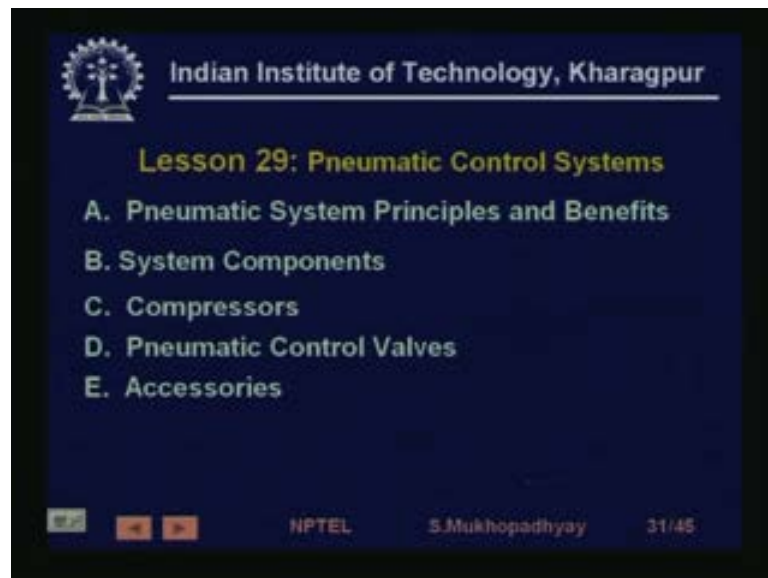 Indian Institute of Technology, Kharagpur
Lesson 29: Pneumatic Control Systems
A. Pneumatic System Principles and Benefits
B. System Components
C. Compressors
D. Pneumatic Control Valves
E. Accessories
NPTEL S.Mukhopadhyay 31/45